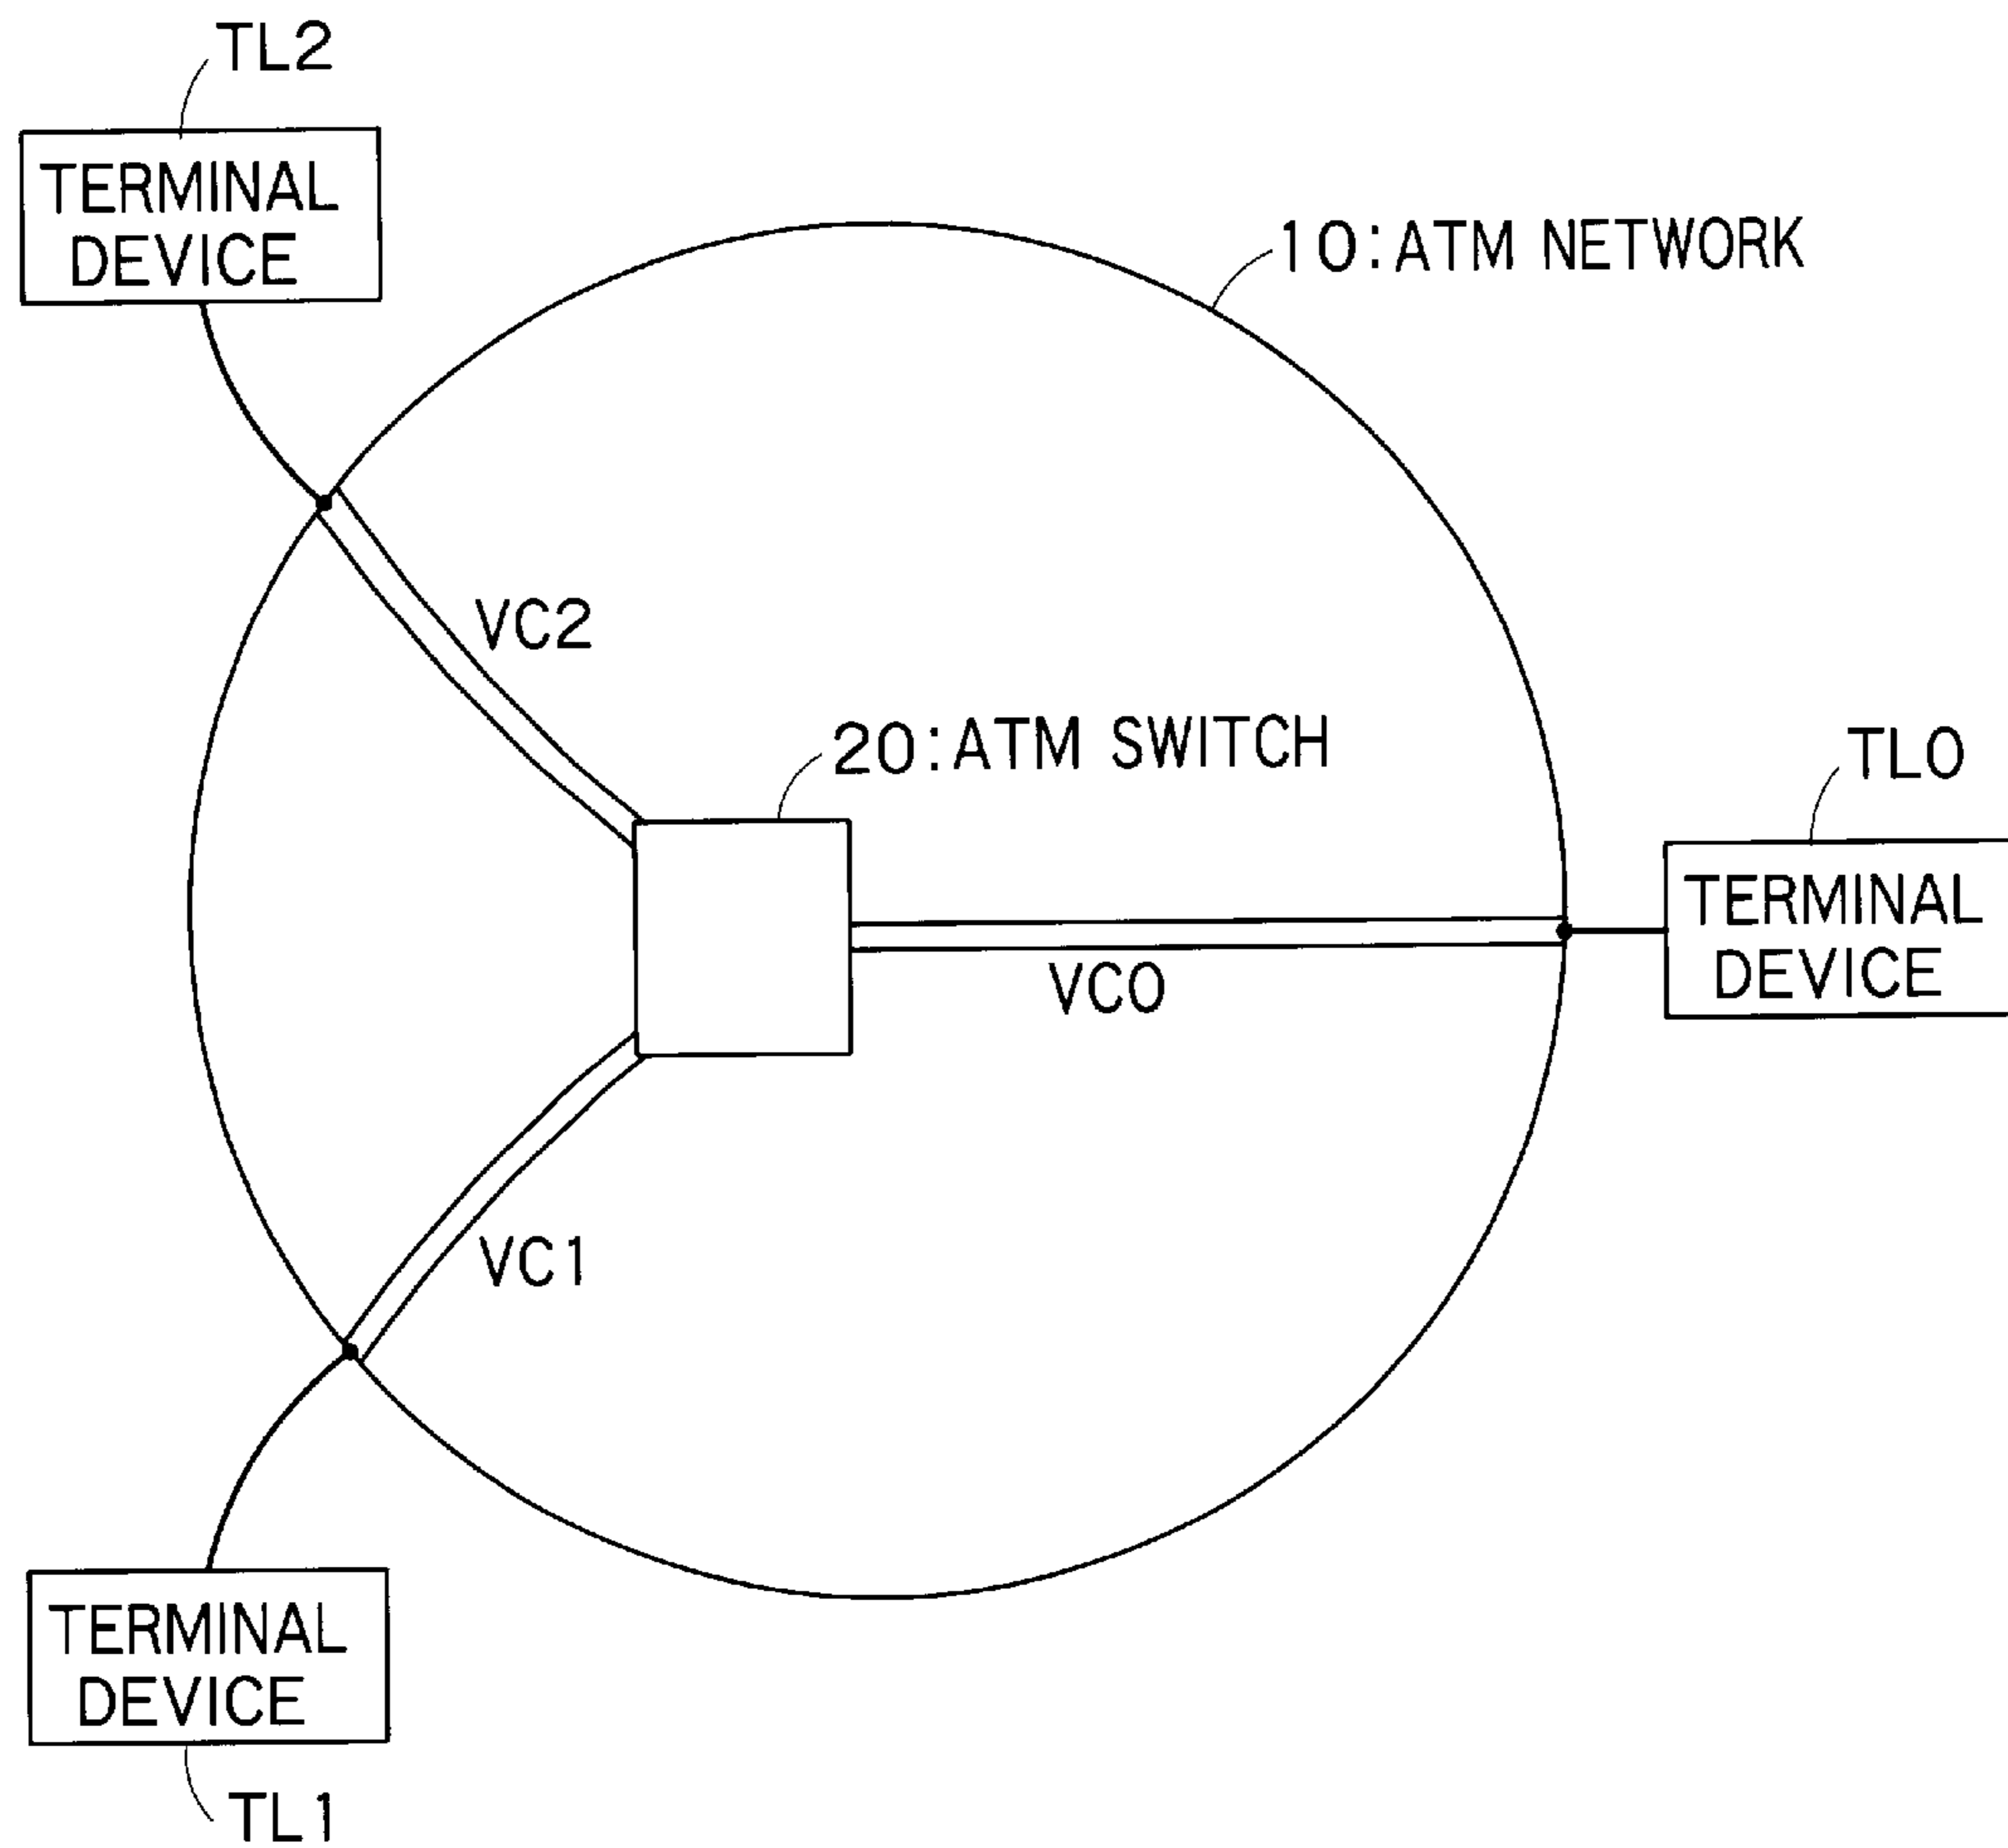 TL2
TERMINAL
DEVICE
10:ATM NETWORK
VC2
20:ATM SWITCH
TL0
TERMINAL
DEVICE
VC0
VC1
TERMINAL
DEVICE
TL1